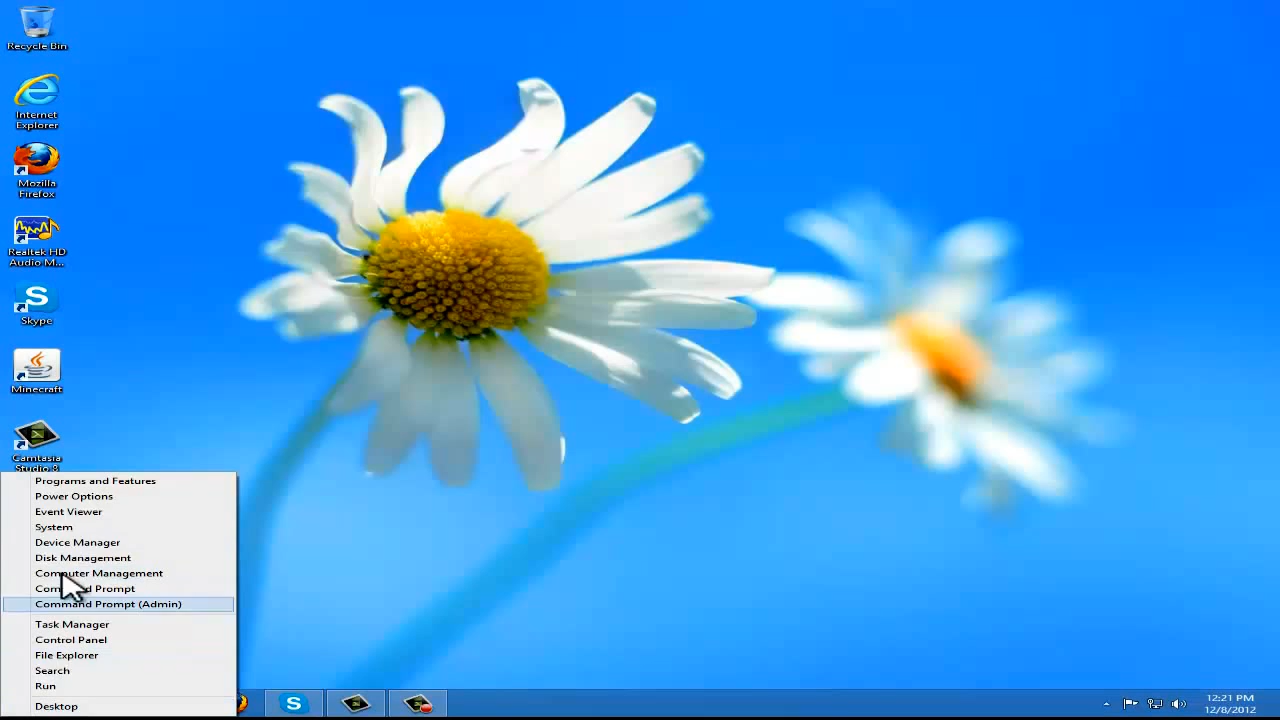 Recycle Bin
Internet
Explorer
Mozilla
Firefox
Realtek HD
Audio M...
Skype
Minecraft
Camtasia
Studio 8
Programs and Features
Power Options
Event Viewer
System
Device Manager
Disk Management
Computer Management
Command Prompt
Command Prompt (Admin)
Task Manager
Control Panel
File Explorer
Search
Run
Desktop
12:21 PM
12/8/2012